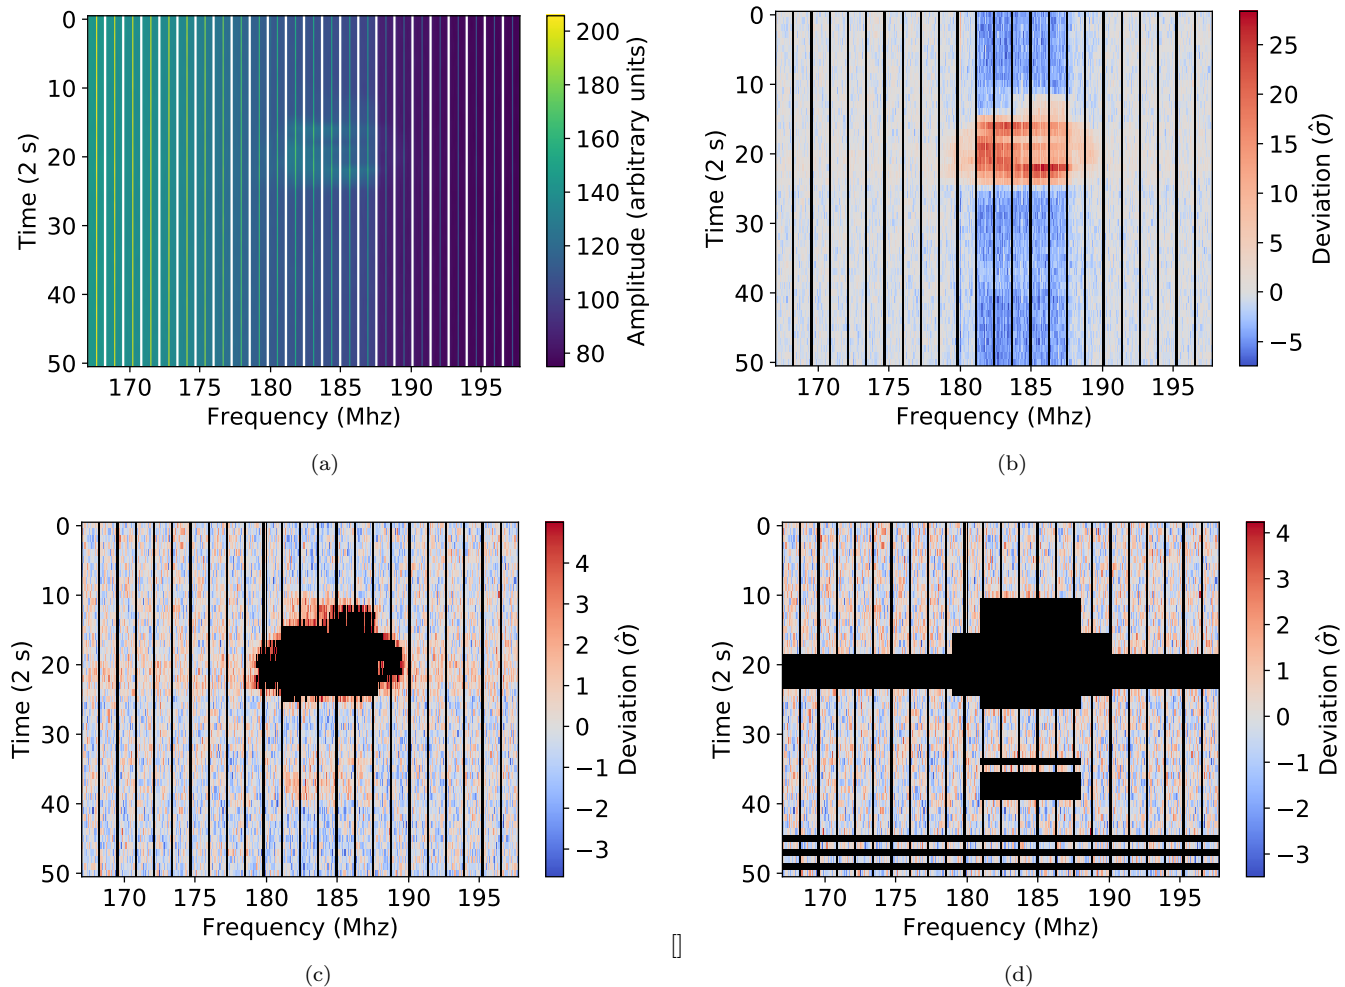 0
10
20
30
40
50
Time (2 s)
170 175 180 185 190 195
Frequency (Mhz)
200
180
160
140
120
100
80
Amplitude (arbitrary units)
(a)
0
10
20
30
40
50
Time (2 s)
170 175 180 185 190 195
Frequency (Mhz)
25
20
15
10
5
0
−5
Deviation (σ̂)
(b)
0
10
20
30
40
50
Time (2 s)
170 175 180 185 190 195
Frequency (Mhz)
4
3
2
1
0
−1
−2
−3
Deviation (σ̂)
(c)
[]
0
10
20
30
40
50
Time (2 s)
170 175 180 185 190 195
Frequency (Mhz)
4
3
2
1
0
−1
−2
−3
Deviation (σ̂)
(d)